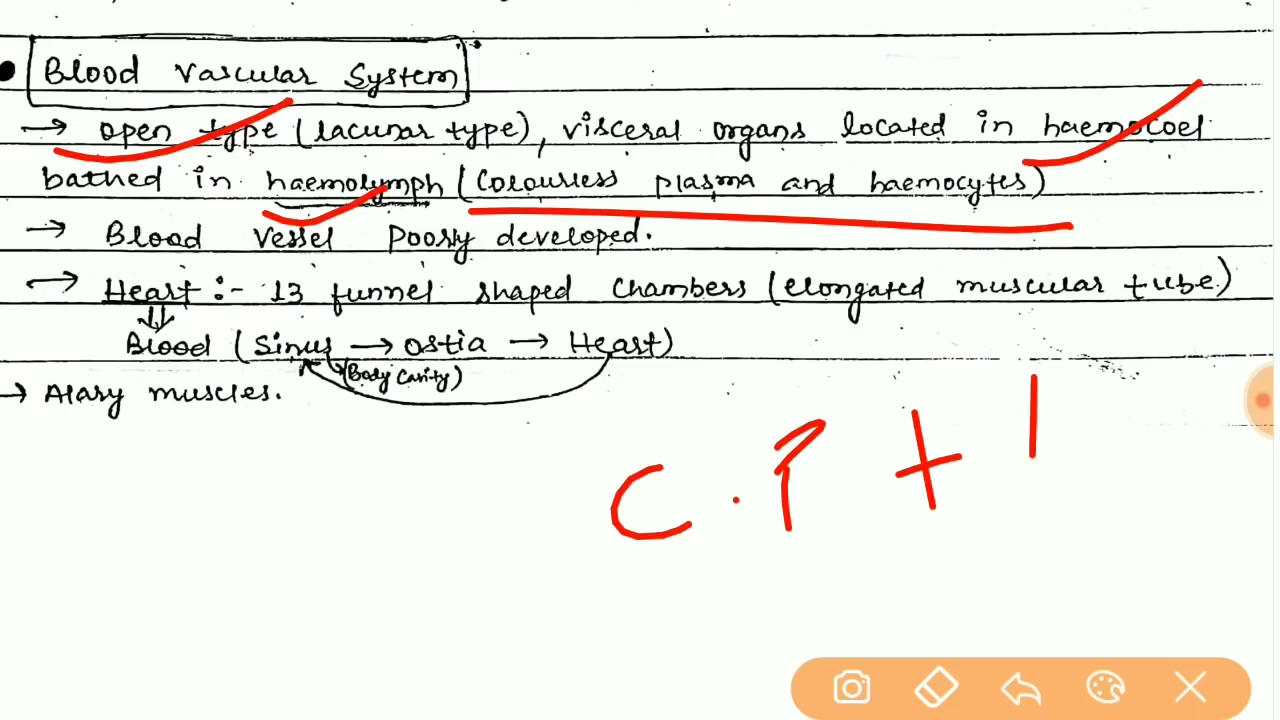 Blood Vascular System
→ open type (lacunar type), visceral organs located in haemocoel
bathed in haemolymph (Colourless plasma and haemocytes)
→ Blood Vessel Poorly developed.
→ Heart :- 13 funnel shaped chambers (elongated muscular tube)
Blood (Sinus → ostia → Heart)
(Body Cavity)
→ Alary muscles.
C.P + I